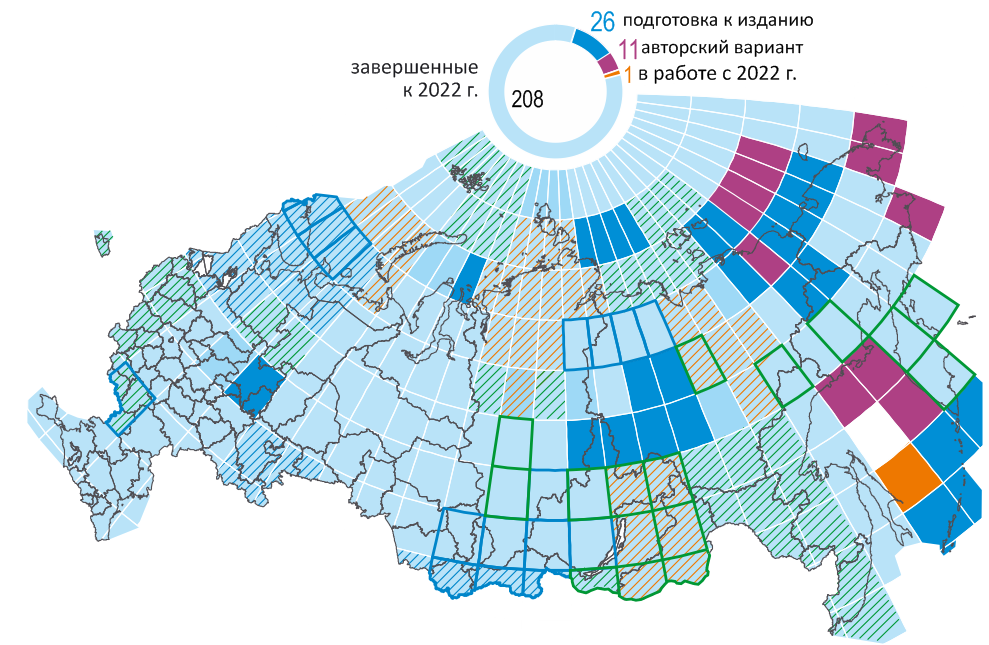 26 подготовка к изданию
11 авторский вариант
1 в работе с 2022 г.
завершенные
к 2022 г.
208